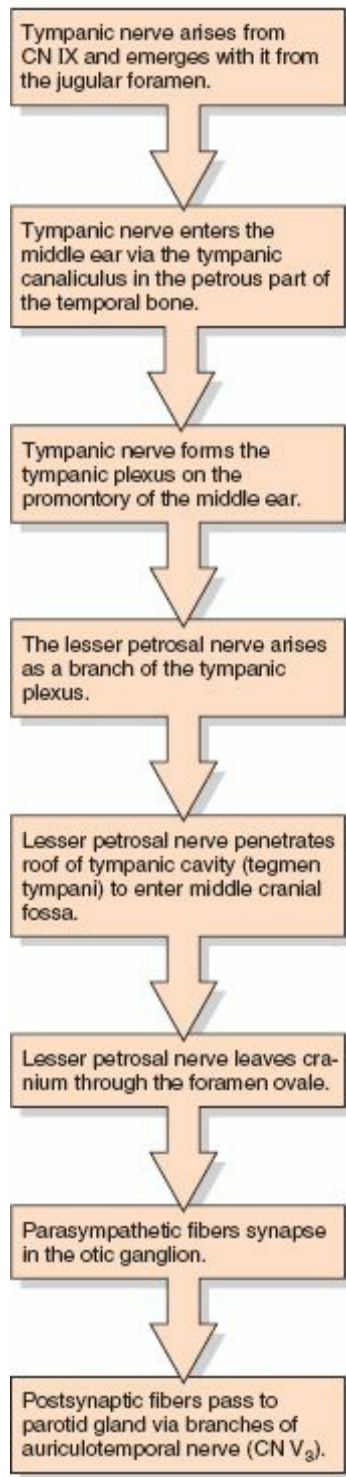 Tympanic nerve arises from
CN IX and emerges with it from
the jugular foramen.
Tympanic nerve enters the
middle ear via the tympanic
canaliculus in the petrous part of
the temporal bone.
Tympanic nerve forms the
tympanic plexus on the
promontory of the middle ear.
The lesser petrosal nerve arises
as a branch of the tympanic
plexus.
Lesser petrosal nerve penetrates
roof of tympanic cavity (tegmen
tympani) to enter middle cranial
fossa.
Lesser petrosal nerve leaves cra-
nium through the foramen ovale.
Parasympathetic fibers synapse
in the otic ganglion.
Postsynaptic fibers pass to
parotid gland via branches of
auriculotemporal nerve (CN V₃).